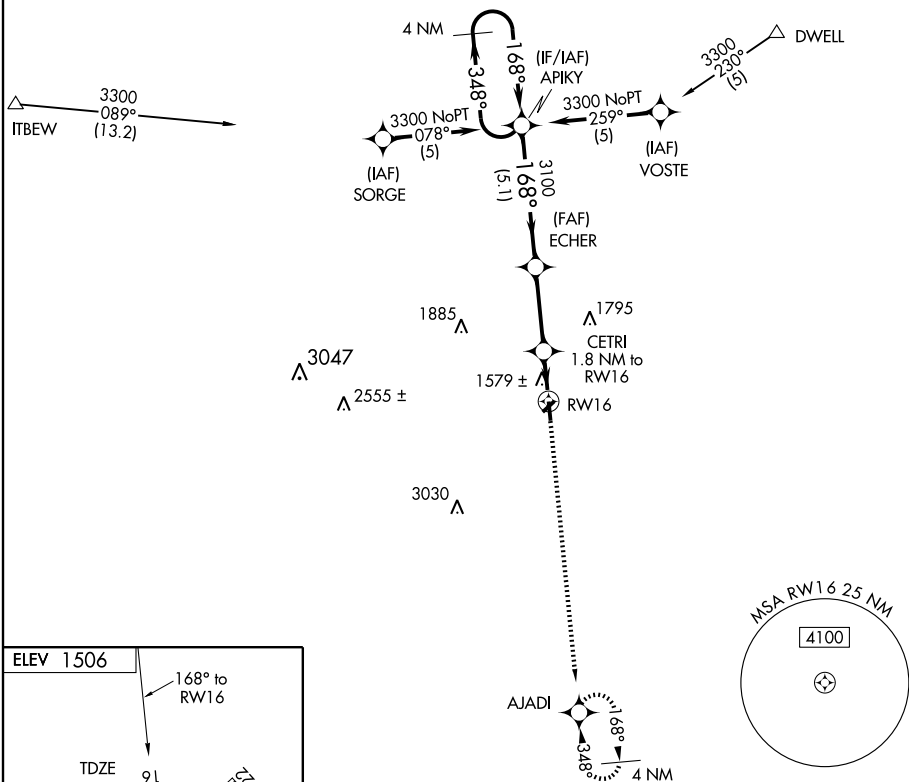 4 NM
168°
348°
(IF/IAF)
APIKY
DWELL
3300
230°
(5)
3300
089°
(13.2)
ITBEW
3300 NoPT
078°
(5)
3300 NoPT
259°
(5)
(IAF)
SORGE
(IAF)
VOSTE
3100
168°
(5.1)
(FAF)
ECHER
1885
1795
CETRI
1.8 NM to
RW16
3047
1579 ±
2555 ±
RW16
3030
MSA RW16 25 NM
4100
ELEV 1506
168° to
RW16
AJADI
168°
348°
4 NM
TDZE
16
22